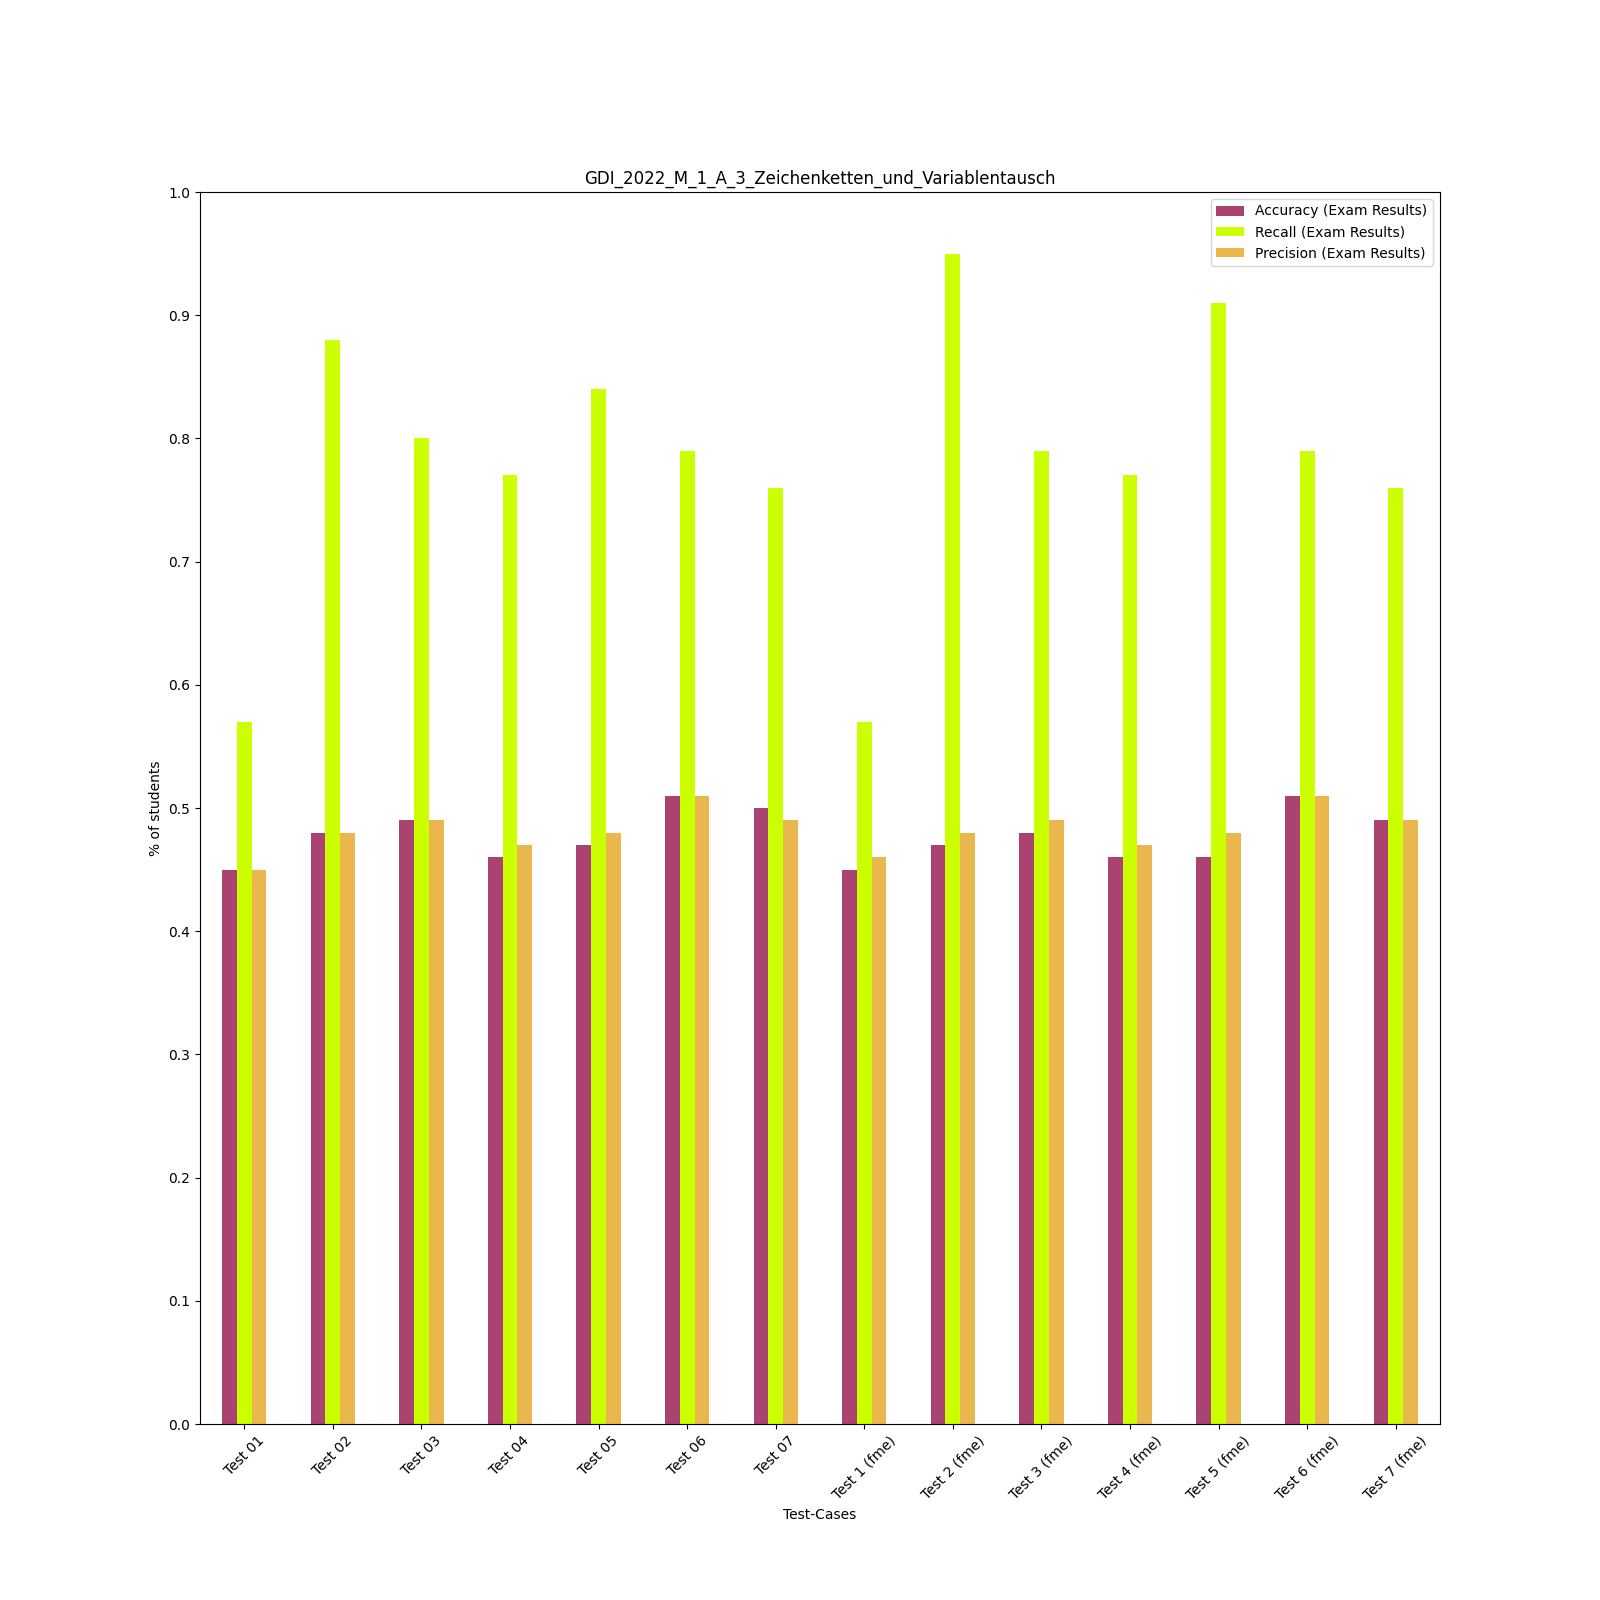 GDI_2022_M_1_A_3_Zeichenketten_und_Variablentausch
Accuracy (Exam Results)
Recall (Exam Results)
Precision (Exam Results)
% of students
1.0
0.9
0.8
0.7
0.6
0.5
0.4
0.3
0.2
0.1
0.0
Test 01
Test 02
Test 03
Test 04
Test 05
Test 06
Test 07
Test 1 (fme)
Test 2 (fme)
Test 3 (fme)
Test 4 (fme)
Test 5 (fme)
Test 6 (fme)
Test 7 (fme)
Test-Cases